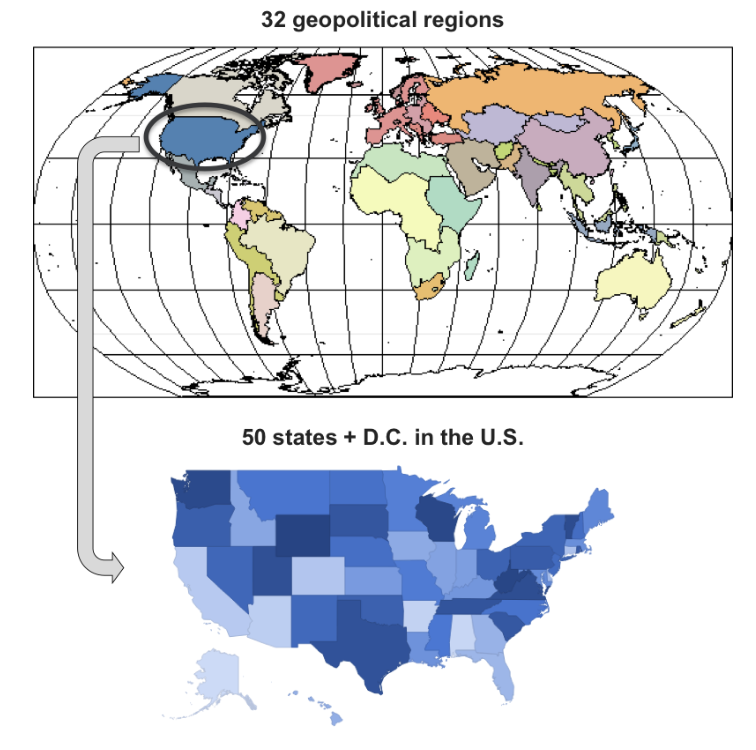 32 geopolitical regions
50 states + D.C. in the U.S.